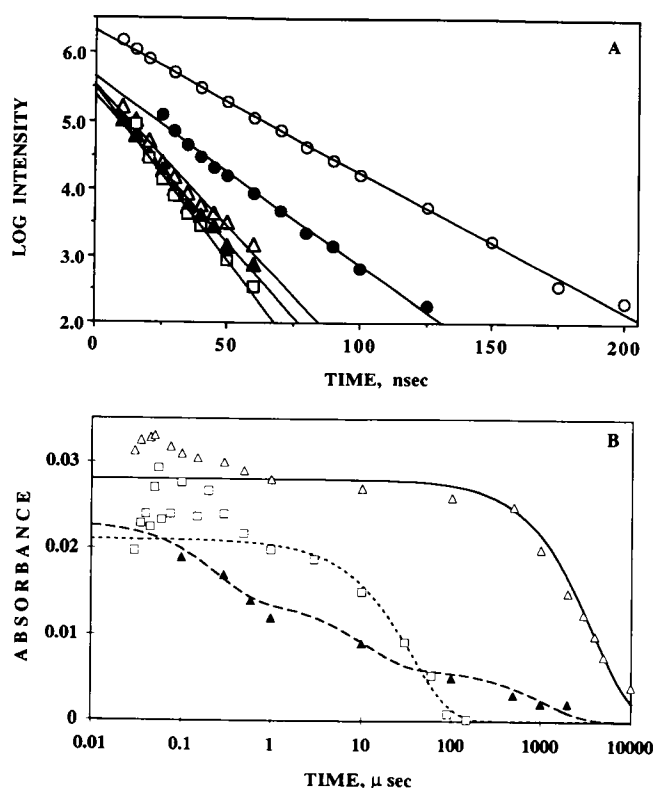 A
6.0
5.0
4.0
3.0
2.0
LOG INTENSITY
0 50 100 150 200
TIME, nsec
B
0.03
0.02
0.01
0
ABSORBANCE
0.01 0.1 1 10 100 1000 10000
TIME, μ sec